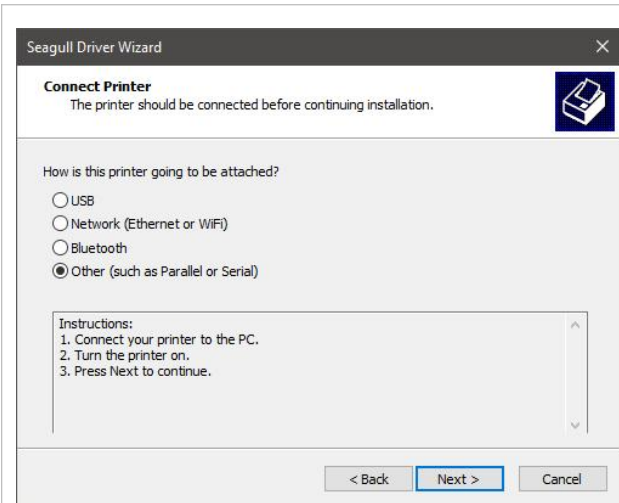 Seagull Driver Wizard
Connect Printer
The printer should be connected before continuing installation.
How is this printer going to be attached?
USB
Network (Ethernet or WiFi)
Bluetooth
Other (such as Parallel or Serial)
Instructions:
1. Connect your printer to the PC.
2. Turn the printer on.
3. Press Next to continue.
< Back Next > Cancel